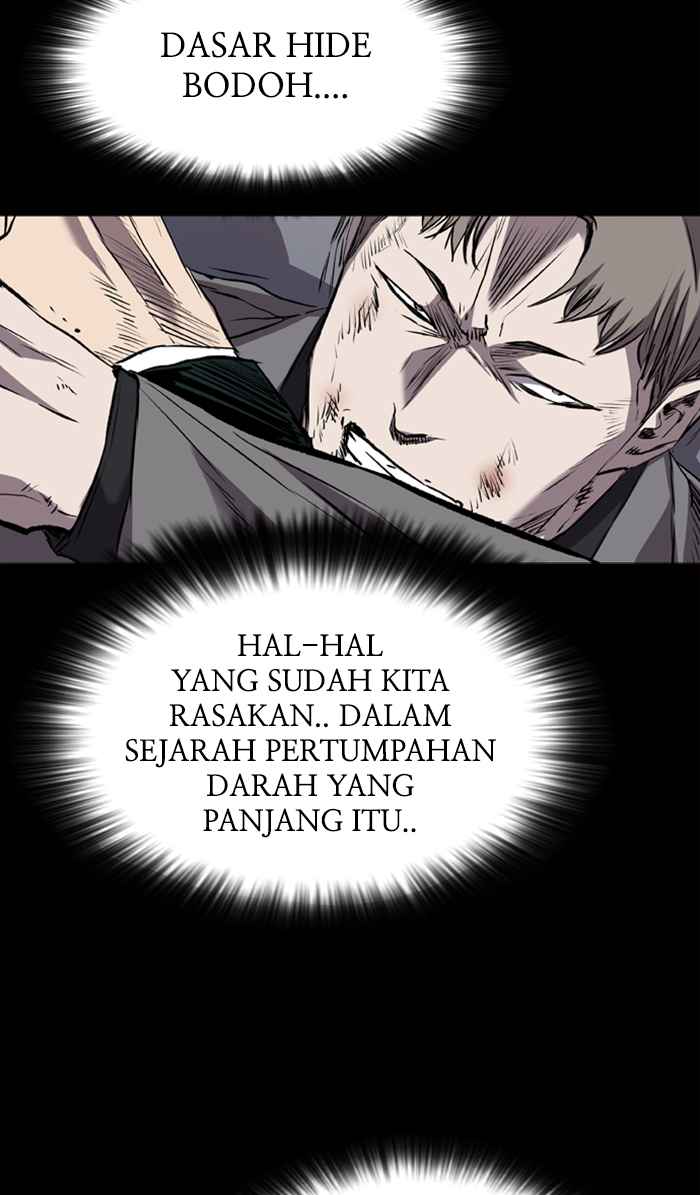 DASAR HIDE
BODOH....
HAL-HAL
YANG SUDAH KITA
RASAKAN.. DALAM
SEJARAH PERTUMPAHAN
DARAH YANG
PANJANG ITU..